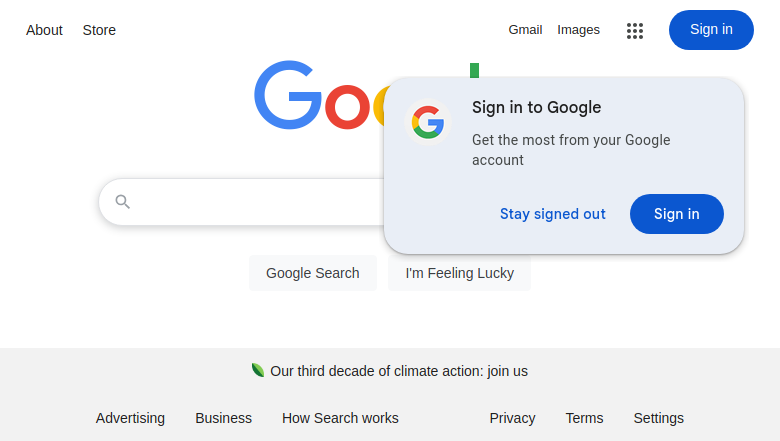 About Store Gmail Images Sign in
Goo
Sign in to Google
Get the most from your Google
account
Stay signed out Sign in
Google Search I'm Feeling Lucky
Our third decade of climate action: join us
Advertising Business How Search works Privacy Terms Settings